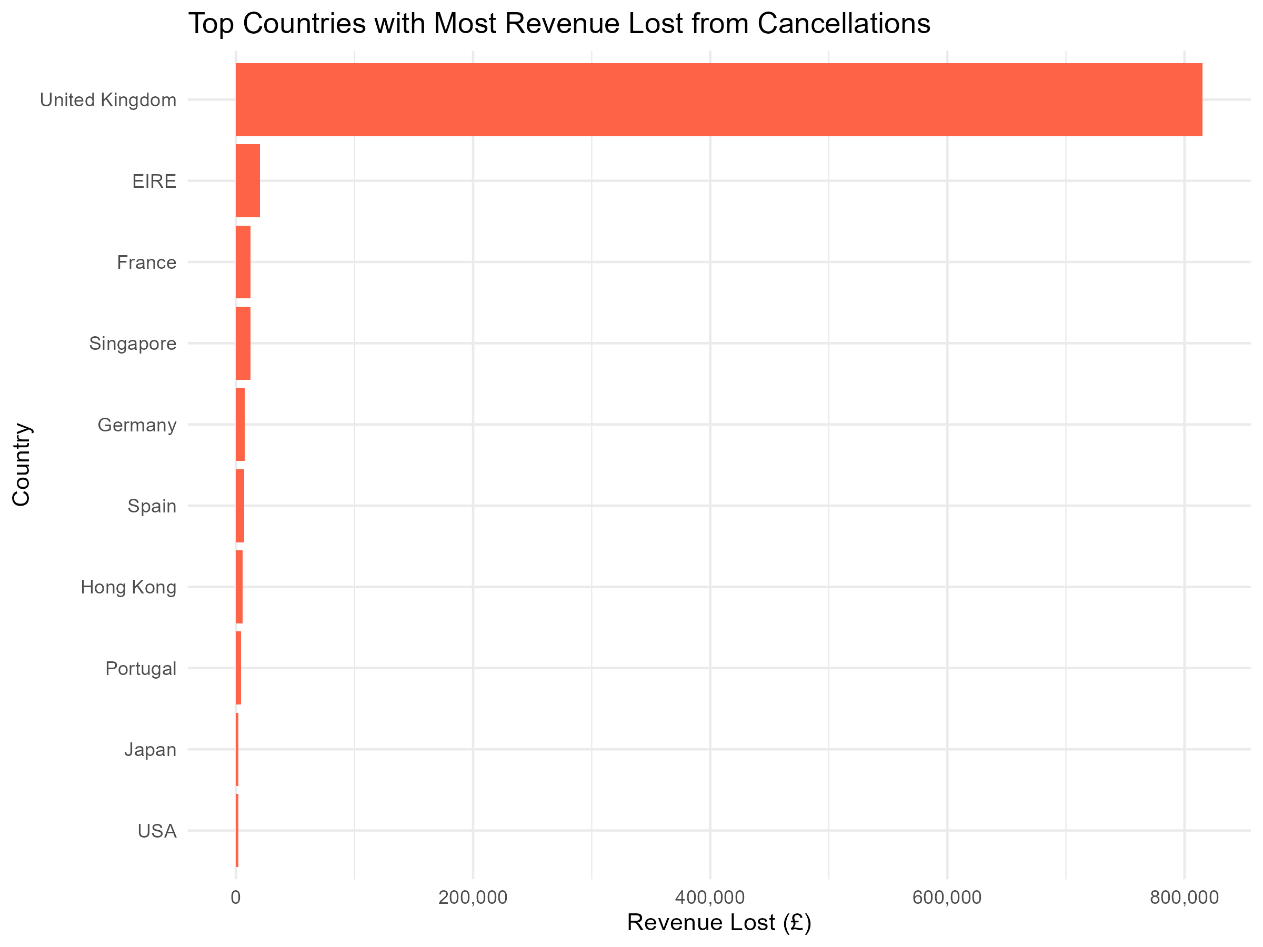 Top Countries with Most Revenue Lost from Cancellations
United Kingdom
EIRE
France
Singapore
Germany
Spain
Hong Kong
Portugal
Japan
USA
Country
0 200,000 400,000 600,000 800,000
Revenue Lost (£)